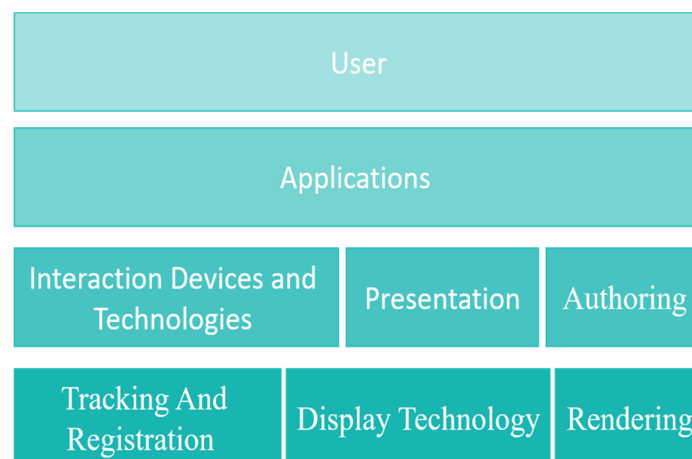 User
Applications
Interaction Devices and
Technologies
Presentation
Authoring
Tracking And
Registration
Display Technology
Rendering